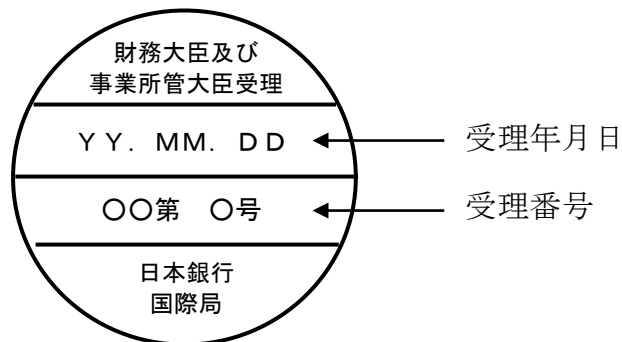 財務大臣及び
事業所管大臣受理
ＹＹ．ＭＭ．ＤＤ
受理年月日
〇〇第　〇号
受理番号
日本銀行
国際局